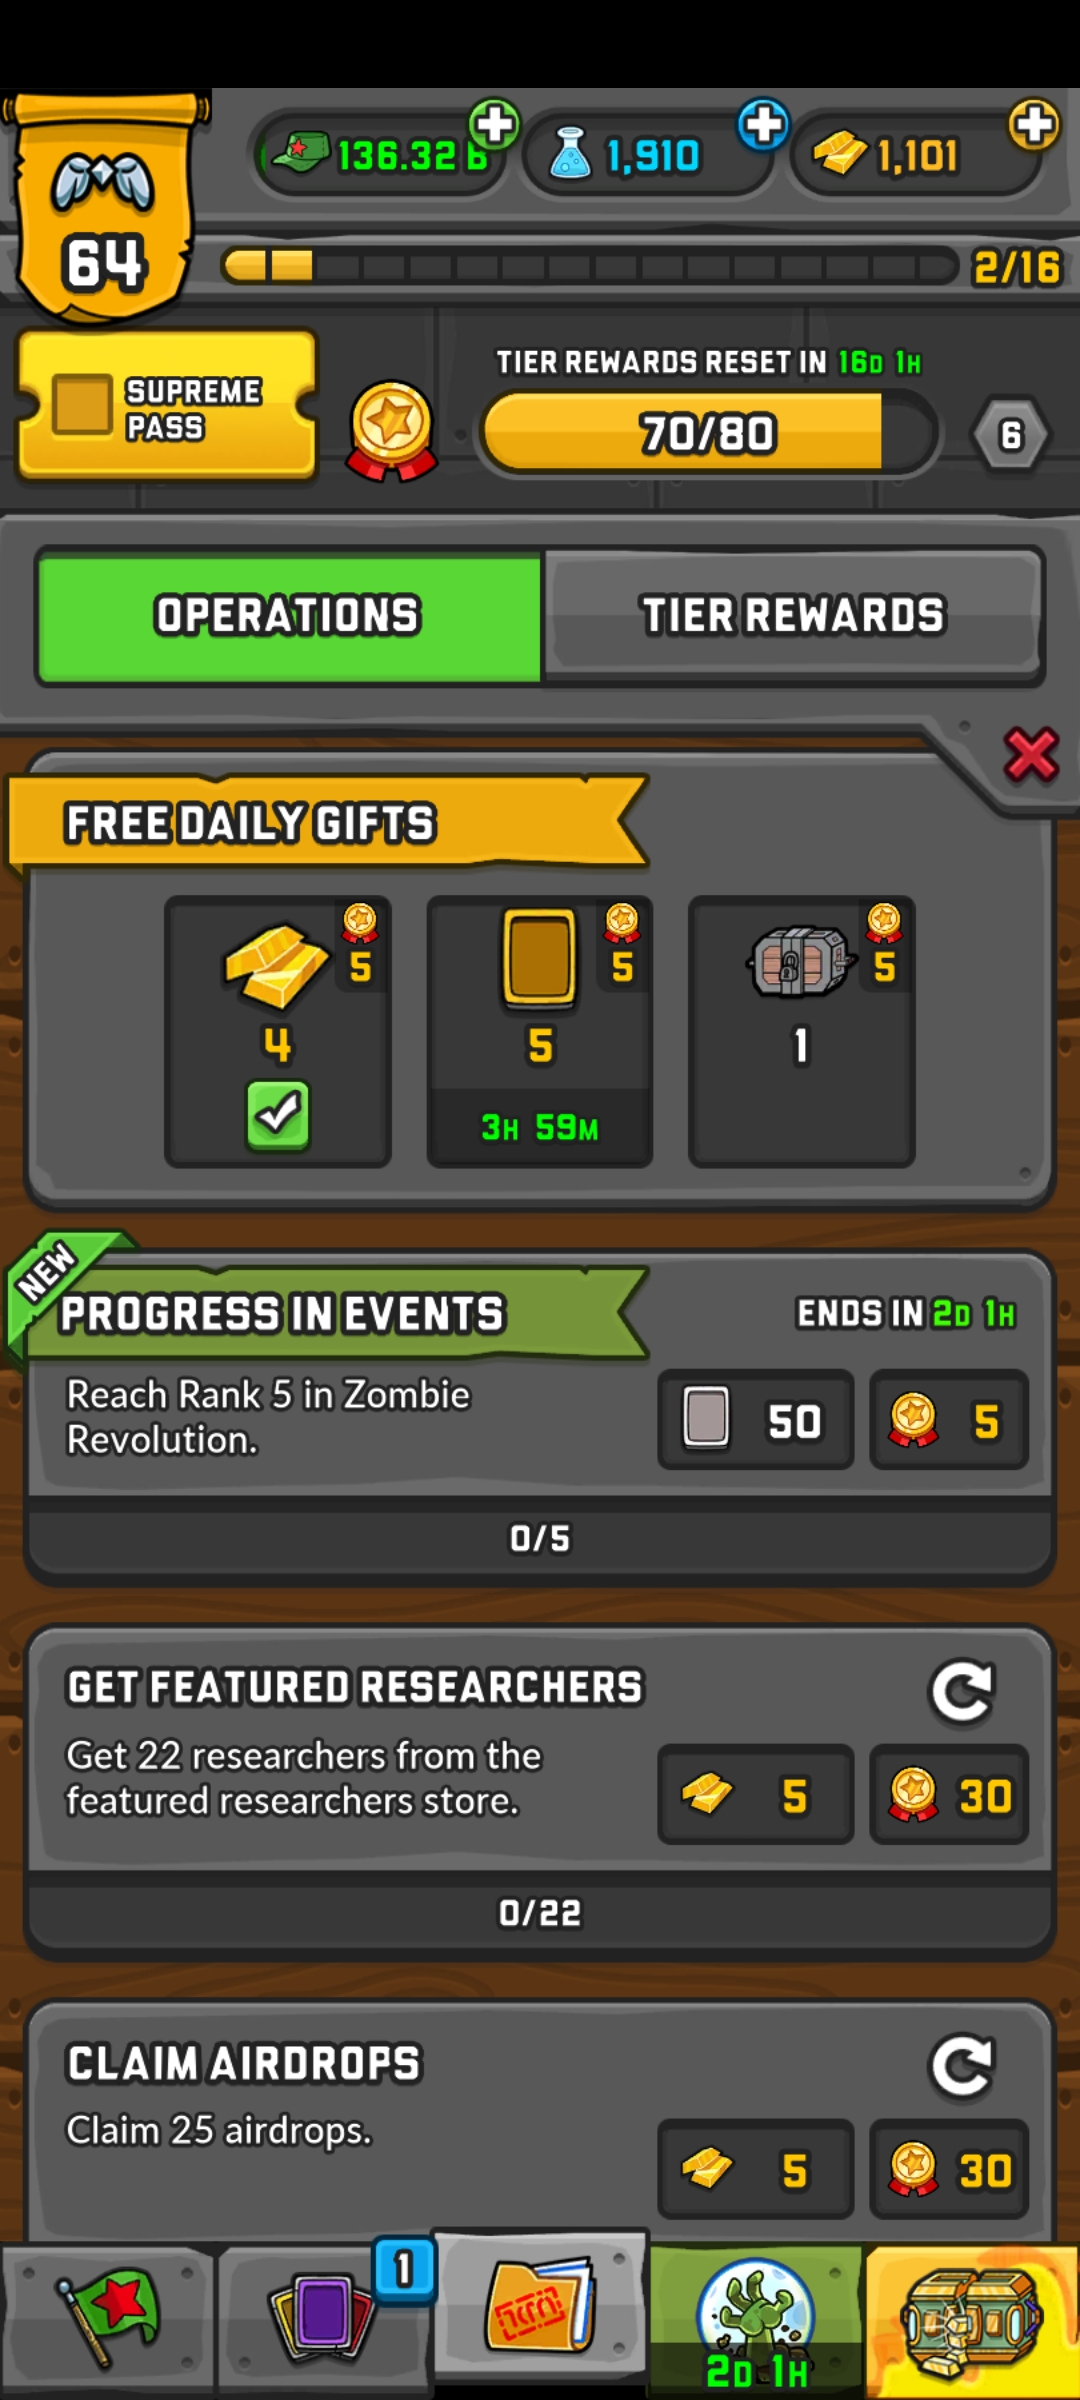 136.32 B
1,910
1,101
64
2/16
SUPREME
PASS
TIER REWARDS RESET IN 16D 1H
70/80
6
OPERATIONS
TIER REWARDS
FREE DAILY GIFTS
5
5
5
4
5
1
3H 59M
NEW
PROGRESS IN EVENTS
ENDS IN 2D 1H
Reach Rank 5 in Zombie
Revolution.
50
5
0/5
GET FEATURED RESEARCHERS
Get 22 researchers from the
featured researchers store.
5
30
0/22
CLAIM AIRDROPS
Claim 25 airdrops.
5
30
1
2D 1H